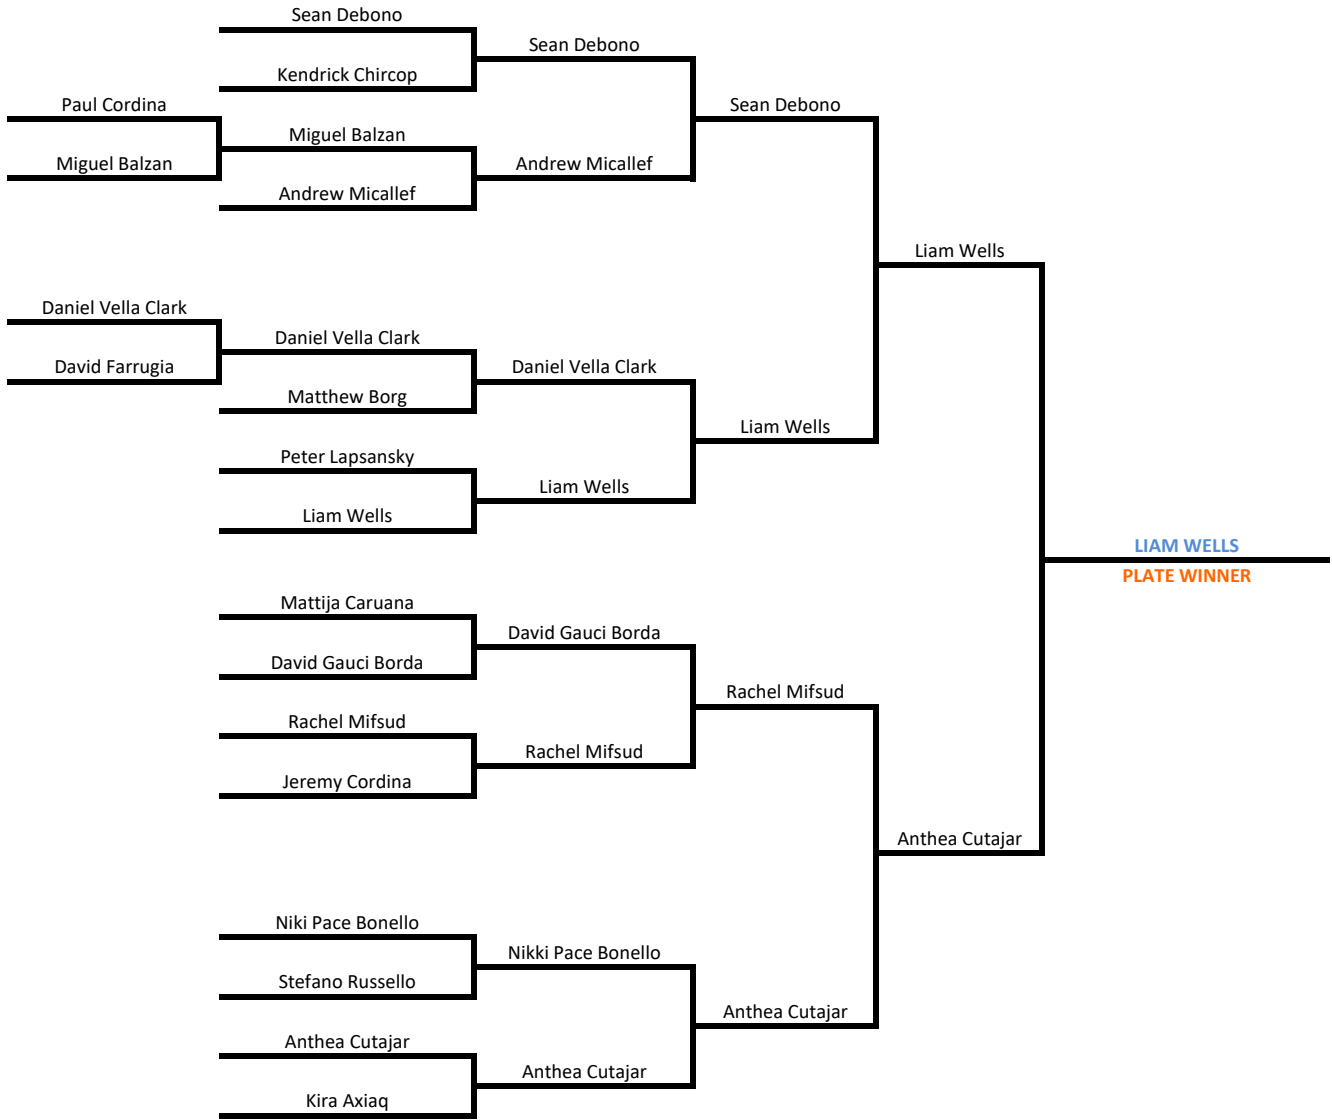 Sean Debono
Sean Debono
Kendrick Chircop
Paul Cordina
Sean Debono
Miguel Balzan
Miguel Balzan
Andrew Micallef
Andrew Micallef
Liam Wells
Daniel Vella Clark
Daniel Vella Clark
David Farrugia
Daniel Vella Clark
Matthew Borg
Liam Wells
Peter Lapsansky
Liam Wells
Liam Wells
LIAM WELLS
PLATE WINNER
Mattija Caruana
David Gauci Borda
David Gauci Borda
Rachel Mifsud
Rachel Mifsud
Rachel Mifsud
Jeremy Cordina
Anthea Cutajar
Niki Pace Bonello
Nikki Pace Bonello
Stefano Russello
Anthea Cutajar
Anthea Cutajar
Anthea Cutajar
Kira Axiaq